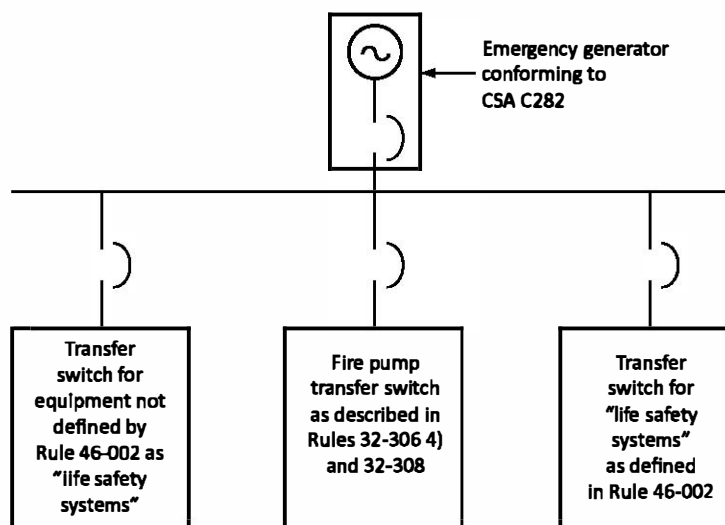 Emergency generator
conforming to
CSA C282
Transfer
switch for
equipment not
defined by
Rule 46-002 as
"life safety
systems"
Fire pump
transfer switch
as described in
Rules 32-306 4)
and 32-308
Transfer
switch for
"life safety
systems"
as defined
in Rule 46-002